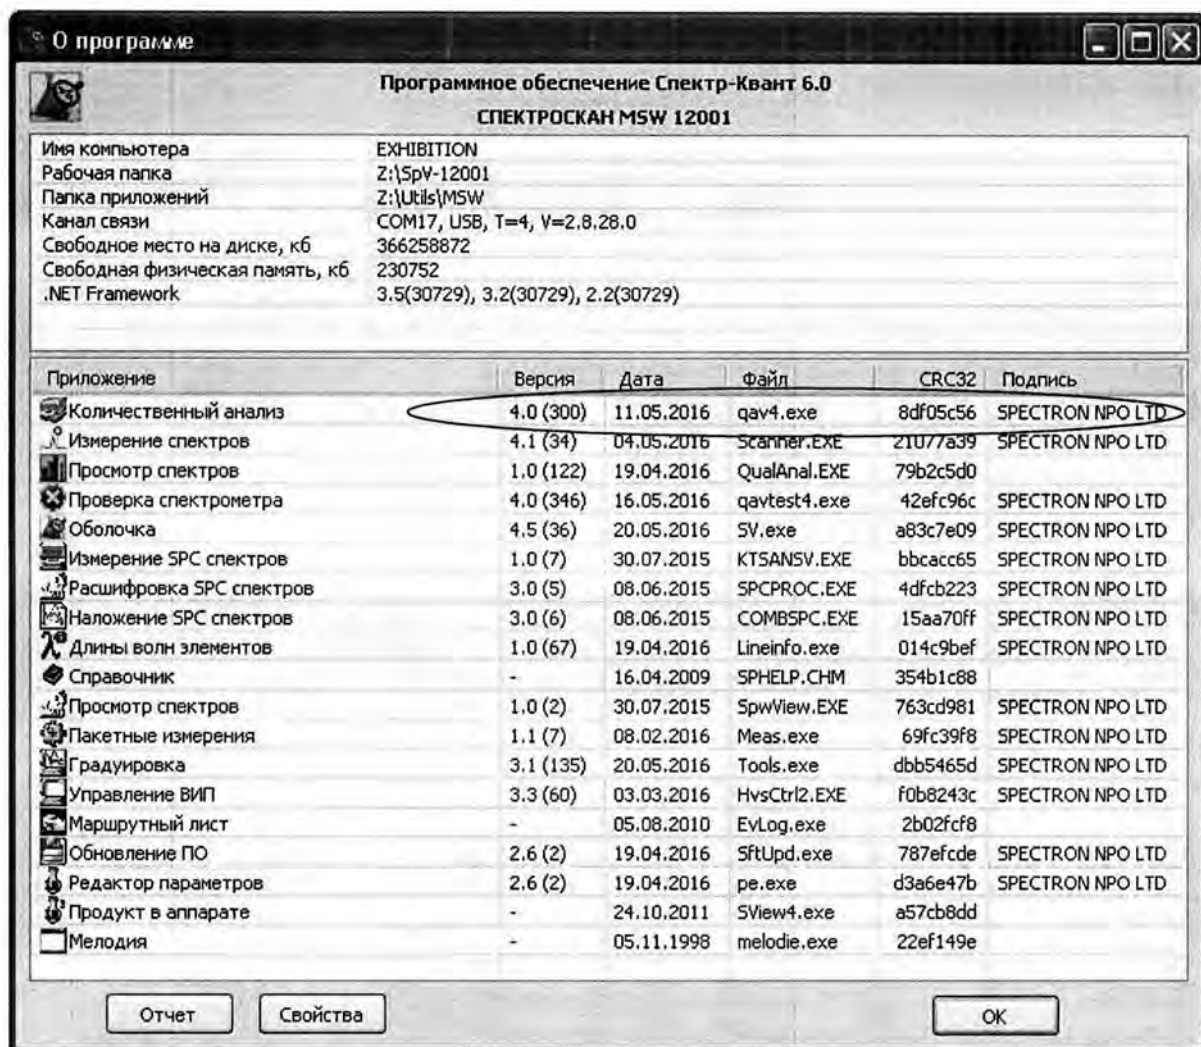 О программе
Программное обеспечение Спектр-Квант 6.0
СПЕКТРОСКАН MSW 12001
Имя компьютера EXHIBITION
Рабочая папка Z:\SpV-12001
Папка приложений Z:\Utils\MSW
Канал связи COM17, USB, T=4, V=2.8.28.0
Свободное место на диске, кб 366258872
Свободная физическая память, кб 230752
.NET Framework 3.5(30729), 3.2(30729), 2.2(30729)
Приложение Версия Дата Файл CRC32 Подпись
Количественный анализ 4.0 (300) 11.05.2016 qav4.exe 8df05c56 SPECTRON NPO LTD
Измерение спектров 4.1 (34) 04.05.2016 Scanner.EXE 21077a39 SPECTRON NPO LTD
Просмотр спектров 1.0 (122) 19.04.2016 QualAnal.EXE 79b2c5d0
Проверка спектрометра 4.0 (346) 16.05.2016 qavtest4.exe 42efc96c SPECTRON NPO LTD
Оболочка 4.5 (36) 20.05.2016 SV.exe a83c7e09 SPECTRON NPO LTD
Измерение SPC спектров 1.0 (7) 30.07.2015 KTSANSV.EXE bbcacc65 SPECTRON NPO LTD
Расшифровка SPC спектров 3.0 (5) 08.06.2015 SPCPROC.EXE 4dfcb223 SPECTRON NPO LTD
Наложение SPC спектров 3.0 (6) 08.06.2015 COMBSPC.EXE 15aa70ff SPECTRON NPO LTD
Длины волн элементов 1.0 (67) 19.04.2016 Lineinfo.exe 014c9bef SPECTRON NPO LTD
Справочник - 16.04.2009 SPHELP.CHM 354b1c88
Просмотр спектров 1.0 (2) 30.07.2015 SpwView.EXE 763cd981 SPECTRON NPO LTD
Пакетные измерения 1.1 (7) 08.02.2016 Meas.exe 69fc39f8 SPECTRON NPO LTD
Градуировка 3.1 (135) 20.05.2016 Tools.exe dbb5465d SPECTRON NPO LTD
Управление ВИП 3.3 (60) 03.03.2016 HvsCtrl2.EXE f0b8243c SPECTRON NPO LTD
Маршрутный лист - 05.08.2010 EvLog.exe 2b02fcf8
Обновление ПО 2.6 (2) 19.04.2016 SftUpd.exe 787efcde SPECTRON NPO LTD
Редактор параметров 2.6 (2) 19.04.2016 pe.exe d3a6e47b SPECTRON NPO LTD
Продукт в аппарате - 24.10.2011 SView4.exe a57cb8dd
Мелодия - 05.11.1998 melodie.exe 22ef149e
Отчет Свойства OK